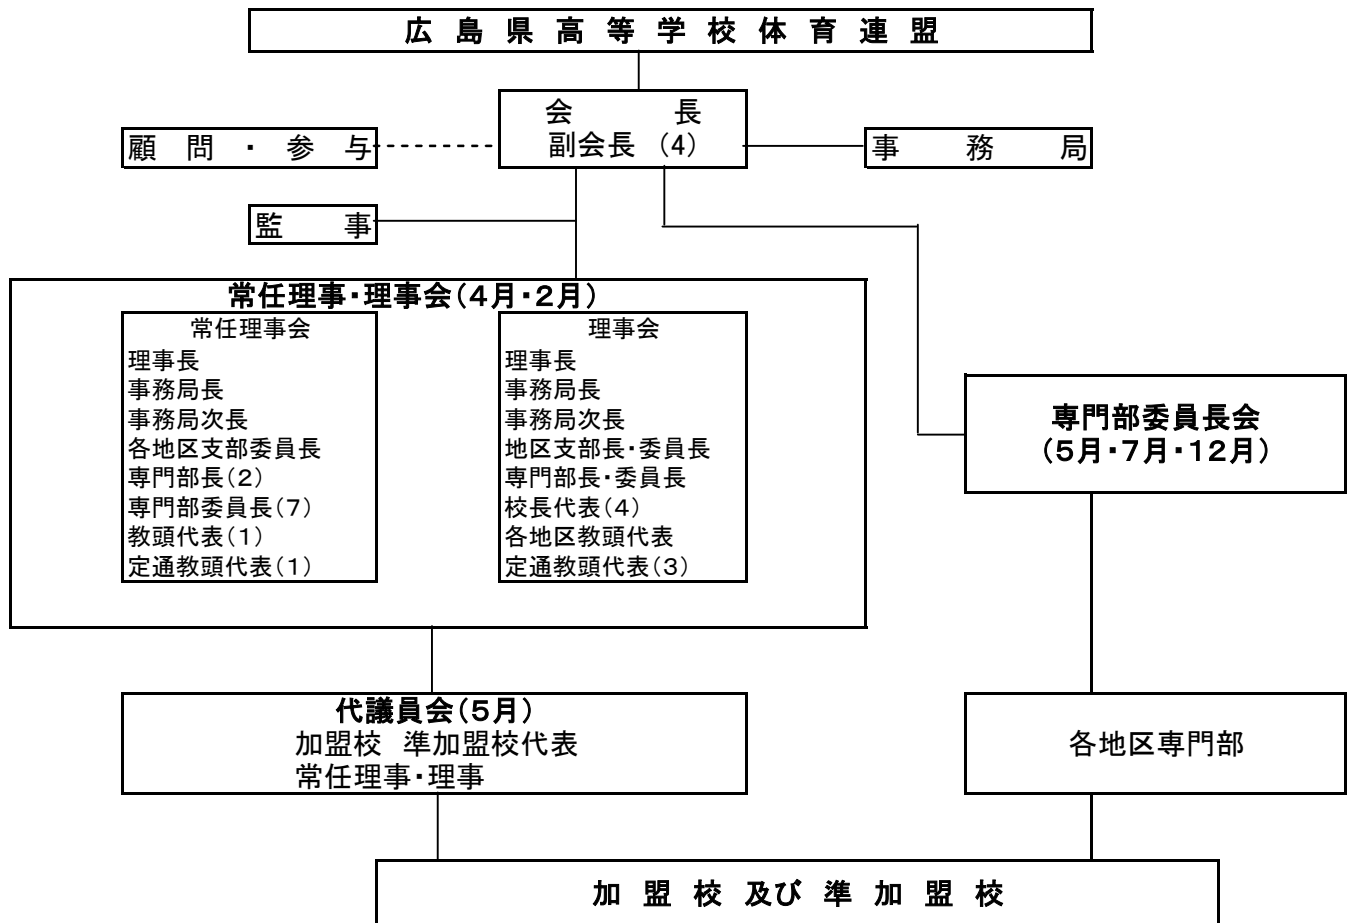 広島県高等学校体育連盟
会長
副会長（4）
顧問・参与
事務局
監事
常任理事・理事会（4月・2月）
常任理事会
理事長
事務局長
事務局次長
各地区支部委員長
専門部長（2）
専門部委員長（7）
教頭代表（1）
定通教頭代表（1）
理事会
理事長
事務局長
事務局次長
地区支部長・委員長
専門部長・委員長
校長代表（4）
各地区教頭代表
定通教頭代表（3）
専門部委員長会
（5月・7月・12月）
代議員会（5月）
加盟校　準加盟校代表
常任理事・理事
各地区専門部
加盟校及び準加盟校